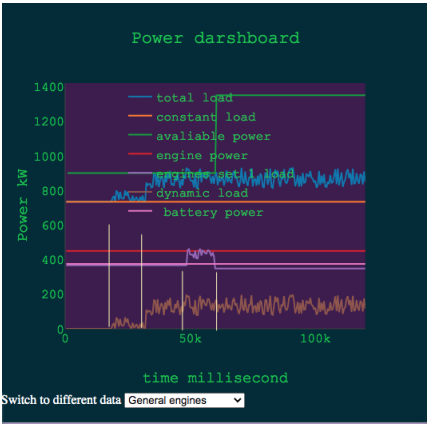 Power darshboard
1400
1200
1000
800
600
400
200
0
Power kW
total load
constant load
avaliable power
engine power
engines set 1 load
dynamic load
battery power
0 50k 100k
time millisecond
Switch to different data General engines